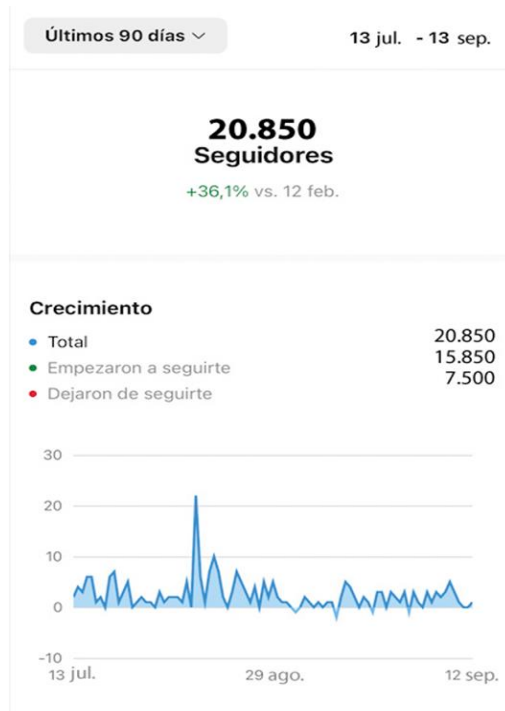 Últimos 90 días
13 jul. - 13 sep.
20.850
Seguidores
+36,1% vs. 12 feb.
Crecimiento
Total 20.850
Empezaron a seguirte 15.850
Dejaron de seguirte 7.500
30
20
10
0
-10
13 jul. 29 ago. 12 sep.